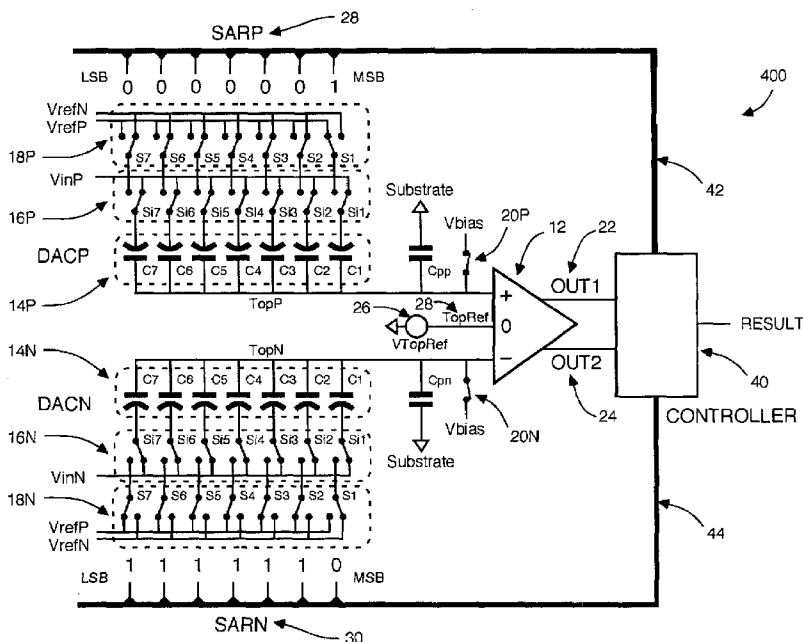 SARP 28
LSB 0 0 0 0 0 0 1 MSB
400
VrefN
VrefP
18P
S7 S6 S5 S4 S3 S2 S1
42
VinP
16P
Si7 Si6 Si5 Si4 Si3 Si2 Si1
Substrate
Vbias
20P
12
22
DACP
C7 C6 C5 C4 C3 C2 C1
Cpp
14P
+
OUT1
TopP
26
28
TopRef
0
VTopRef
RESULT
14N
TopN
−
OUT2
40
C7 C6 C5 C4 C3 C2 C1
Cpn
DACN
24
CONTROLLER
16N
Si7 Si6 Si5 Si4 Si3 Si2 Si1
Vbias
20N
Substrate
VinN
18N
S7 S6 S5 S4 S3 S2 S1
44
VrefP
VrefN
LSB 1 1 1 1 1 1 0 MSB
SARN 30